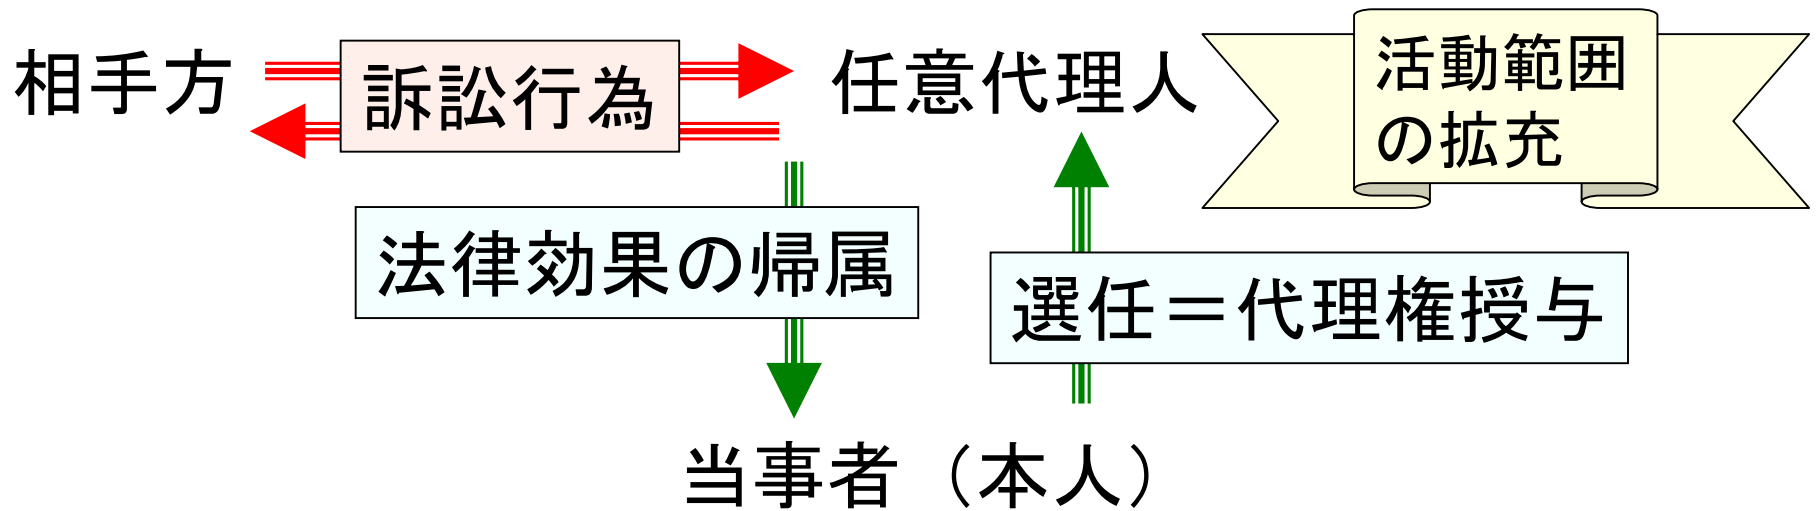 相手方
訴訟行為
任意代理人
活動範囲
の拡充
法律効果の帰属
選任＝代理権授与
当事者（本人）